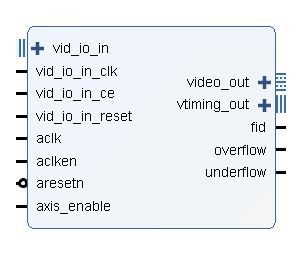 vid_io_in
vid_io_in_clk
vid_io_in_ce
vid_io_in_reset
aclk
aclken
aresetn
axis_enable
video_out
vtiming_out
fid
overflow
underflow